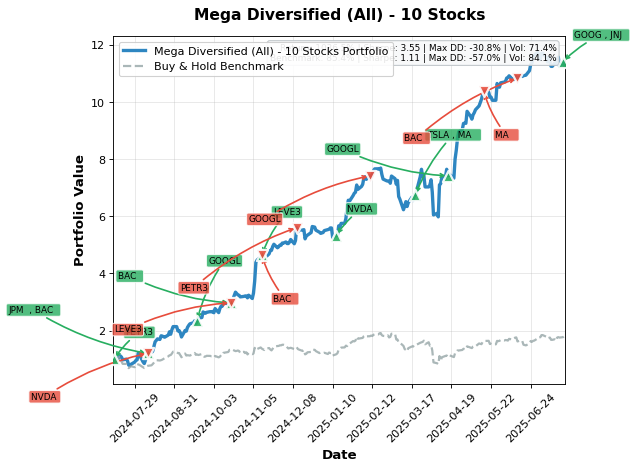 Mega Diversified (All) - 10 Stocks
Portfolio Value
12
10
8
6
4
2
Mega Diversified (All) - 10 Stocks Portfolio
Buy & Hold Benchmark
3.55 | Max DD: -30.8% | Vol: 71.4%
1.11 | Max DD: -57.0% | Vol: 84.1%
GOOG , JNJ
BAC
TSLA , MA
MA
GOOGL
NVDA
LEVE3
GOOGL
GOOGL
BAC
PETR3
BAC
JPM , BAC
LEVE3
NVDA
2024-07-29
2024-08-31
2024-10-03
2024-11-05
2024-12-08
2025-01-10
2025-02-12
2025-03-17
2025-04-19
2025-05-22
2025-06-24
Date